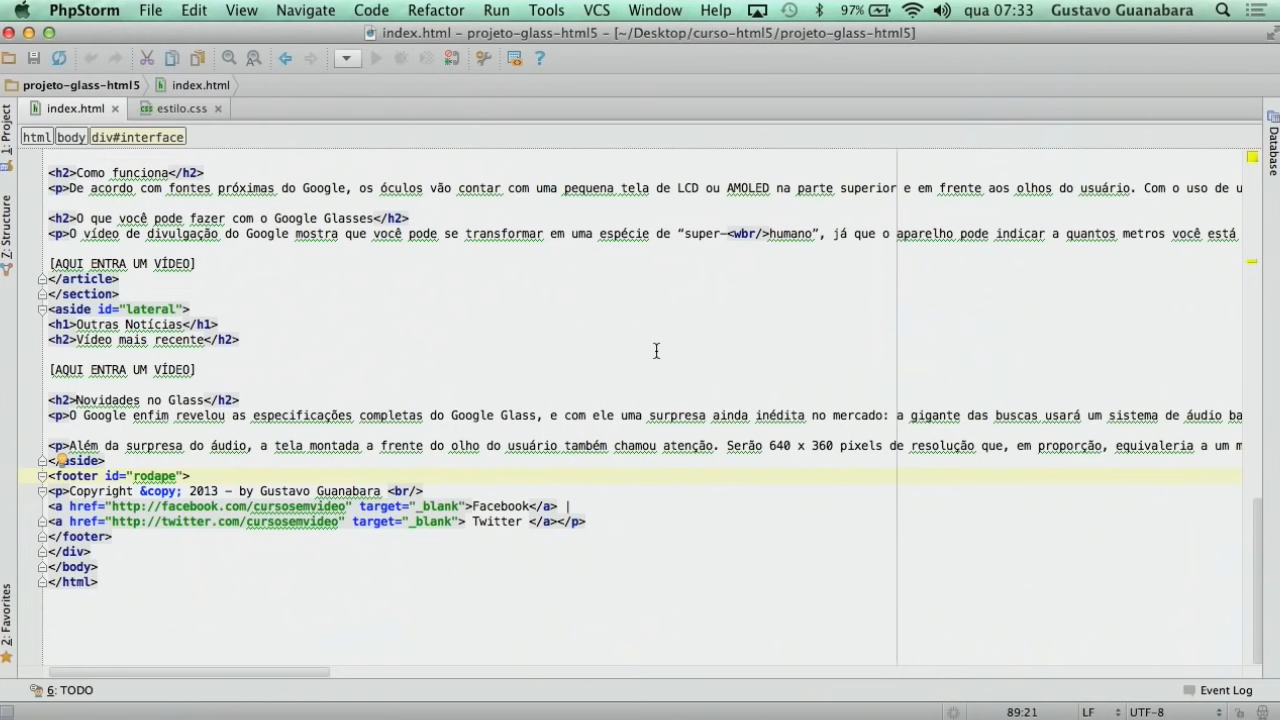 PhpStorm File Edit View Navigate Code Refactor Run Tools VCS Window Help 97% qua 07:33 Gustavo Guanabara
index.html - projeto-glass-html5 - [~/Desktop/curso-html5/projeto-glass-html5]
projeto-glass-html5 index.html
index.html estilo.css
html body div#interface
1: Project
Z: Structure
2: Favorites
Database
<h2>Como funciona</h2>
<p>De acordo com fontes próximas do Google, os óculos vão contar com uma pequena tela de LCD ou AMOLED na parte superior e em frente aos olhos do usuário. Com o uso de u
<h2>O que você pode fazer com o Google Glasses</h2>
<p>O vídeo de divulgação do Google mostra que você pode se transformar em uma espécie de “super-<wbr/>humano”, já que o aparelho pode indicar a quantos metros você está
[AQUI ENTRA UM VÍDEO]
</article>
</section>
<aside id="lateral">
<h1>Outras Notícias</h1>
<h2>Vídeo mais recente</h2>
[AQUI ENTRA UM VÍDEO]
<h2>Novidades no Glass</h2>
<p>O Google enfim revelou as especificações completas do Google Glass, e com ele uma surpresa ainda inédita no mercado: a gigante das buscas usará um sistema de áudio ba
<p>Além da surpresa do áudio, a tela montada a frente do olho do usuário também chamou atenção. Serão 640 x 360 pixels de resolução que, em proporção, equivaleria a um m
</aside>
<footer id="rodape">
<p>Copyright &copy; 2013 - by Gustavo Guanabara <br/>
<a href="http://facebook.com/cursosemvideo" target="_blank">Facebook</a> |
<a href="http://twitter.com/cursosemvideo" target="_blank"> Twitter </a></p>
</footer>
</div>
</body>
</html>
6: TODO Event Log
89:21 LF UTF-8